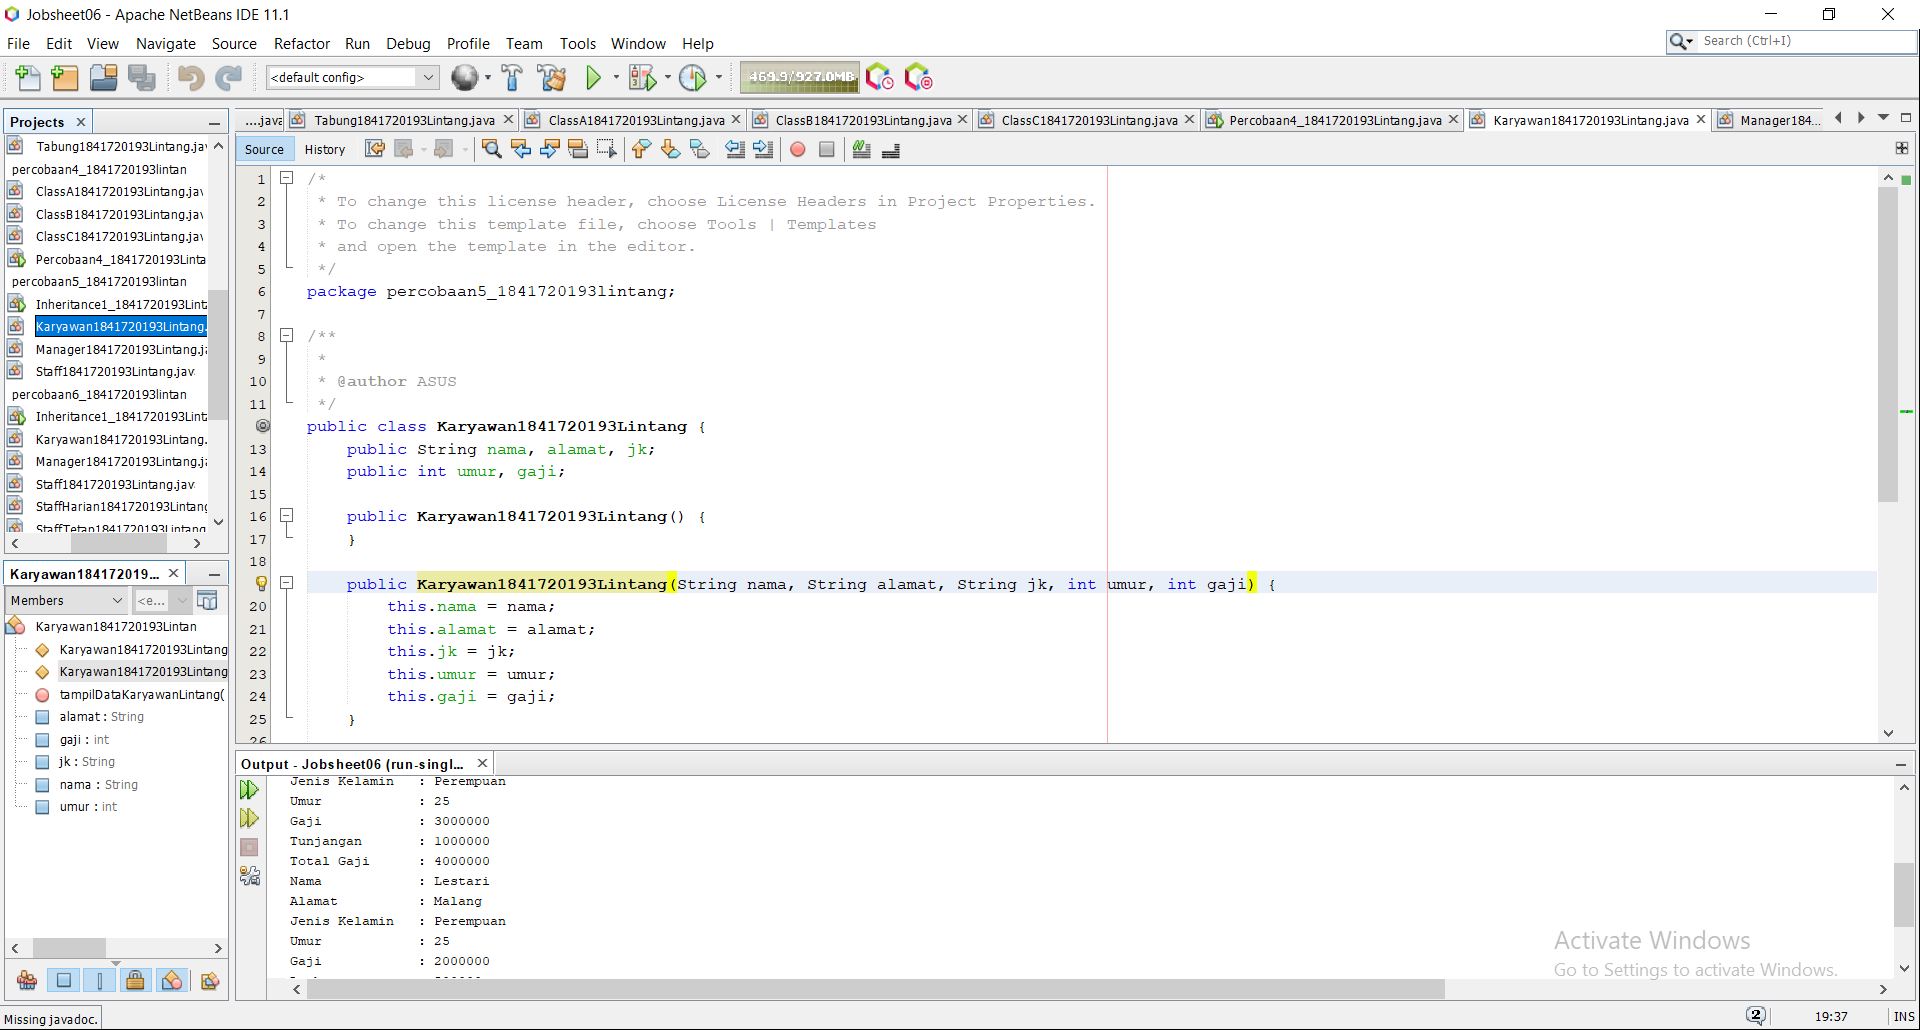 Jobsheet06 - Apache NetBeans IDE 11.1
File Edit View Navigate Source Refactor Run Debug Profile Team Tools Window Help
Search (Ctrl+I)
<default config>
469.9/927.0MB
Projects
Tabung1841720193Lintang.jav
percobaan4_1841720193lintan
ClassA1841720193Lintang.jav
ClassB1841720193Lintang.jav
ClassC1841720193Lintang.jav
Percobaan4_1841720193Linta
percobaan5_1841720193lintan
Inheritance1_1841720193Lint
Karyawan1841720193Lintang.
Manager1841720193Lintang.j
Staff1841720193Lintang.jav
percobaan6_1841720193lintan
Inheritance1_1841720193Lint
Karyawan1841720193Lintang.
Manager1841720193Lintang.j
Staff1841720193Lintang.jav
StaffHarian1841720193Lintang
StaffTetap1841720193Lintang
Karyawan184172019...
Members
<e...
Karyawan1841720193Lintan
Karyawan1841720193Lintang
Karyawan1841720193Lintang
tampilDataKaryawanLintang(
alamat : String
gaji : int
jk : String
nama : String
umur : int
....java Tabung1841720193Lintang.java ClassA1841720193Lintang.java ClassB1841720193Lintang.java ClassC1841720193Lintang.java Percobaan4_1841720193Lintang.java Karyawan1841720193Lintang.java Manager184...
Source History
1 /*
2 * To change this license header, choose License Headers in Project Properties.
3 * To change this template file, choose Tools | Templates
4 * and open the template in the editor.
5 */
6 package percobaan5_1841720193lintang;
7
8 /**
9 *
10 * @author ASUS
11 */
public class Karyawan1841720193Lintang {
13 public String nama, alamat, jk;
14 public int umur, gaji;
15
16 public Karyawan1841720193Lintang() {
17 }
18
public Karyawan1841720193Lintang(String nama, String alamat, String jk, int umur, int gaji) {
20 this.nama = nama;
21 this.alamat = alamat;
22 this.jk = jk;
23 this.umur = umur;
24 this.gaji = gaji;
25 }
26
Output - Jobsheet06 (run-singl...
Jenis Kelamin : Perempuan
Umur : 25
Gaji : 3000000
Tunjangan : 1000000
Total Gaji : 4000000
Nama : Lestari
Alamat : Malang
Jenis Kelamin : Perempuan
Umur : 25
Gaji : 2000000
Activate Windows
Go to Settings to activate Windows.
Missing javadoc.
2
19:37
INS